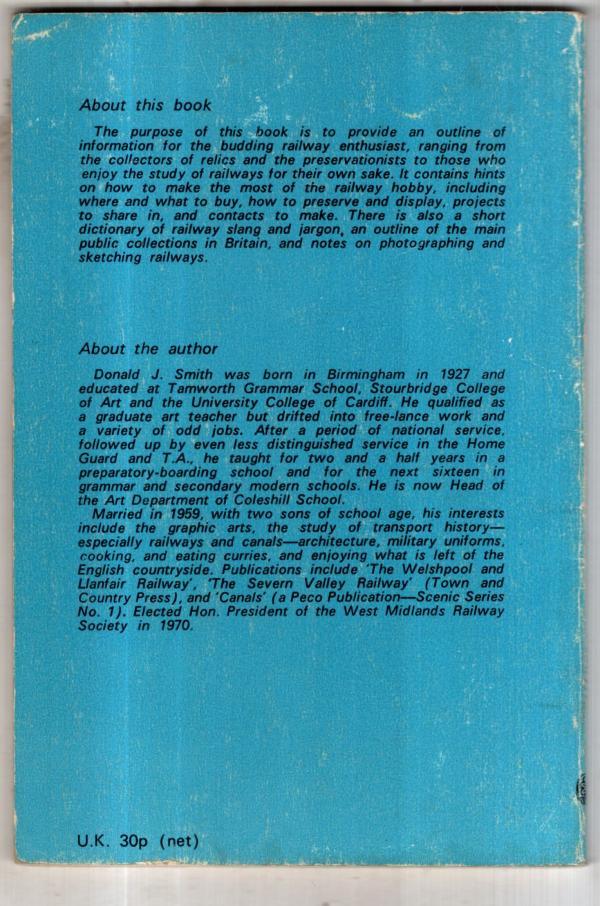 About this book
The purpose of this book is to provide an outline of
information for the budding railway enthusiast, ranging from
the collectors of relics and the preservationists to those who
enjoy the study of railways for their own sake. It contains hints
on how to make the most of the railway hobby, including
where and what to buy, how to preserve and display, projects
to share in, and contacts to make. There is also a short
dictionary of railway slang and jargon, an outline of the main
public collections in Britain, and notes on photographing and
sketching railways.
About the author
Donald J. Smith was born in Birmingham in 1927 and
educated at Tamworth Grammar School, Stourbridge College
of Art and the University College of Cardiff. He qualified as
a graduate art teacher but drifted into free-lance work and
a variety of odd jobs. After a period of national service,
followed up by even less distinguished service in the Home
Guard and T.A., he taught for two and a half years in a
preparatory-boarding school and for the next sixteen in
grammar and secondary modern schools. He is now Head of
the Art Department of Coleshill School.
Married in 1959, with two sons of school age, his interests
include the graphic arts, the study of transport history—
especially railways and canals—architecture, military uniforms,
cooking, and eating curries, and enjoying what is left of the
English countryside. Publications include 'The Welshpool and
Llanfair Railway', 'The Severn Valley Railway' (Town and
Country Press), and 'Canals' (a Peco Publication—Scenic Series
No. 1). Elected Hon. President of the West Midlands Railway
Society in 1970.
U.K. 30p (net)